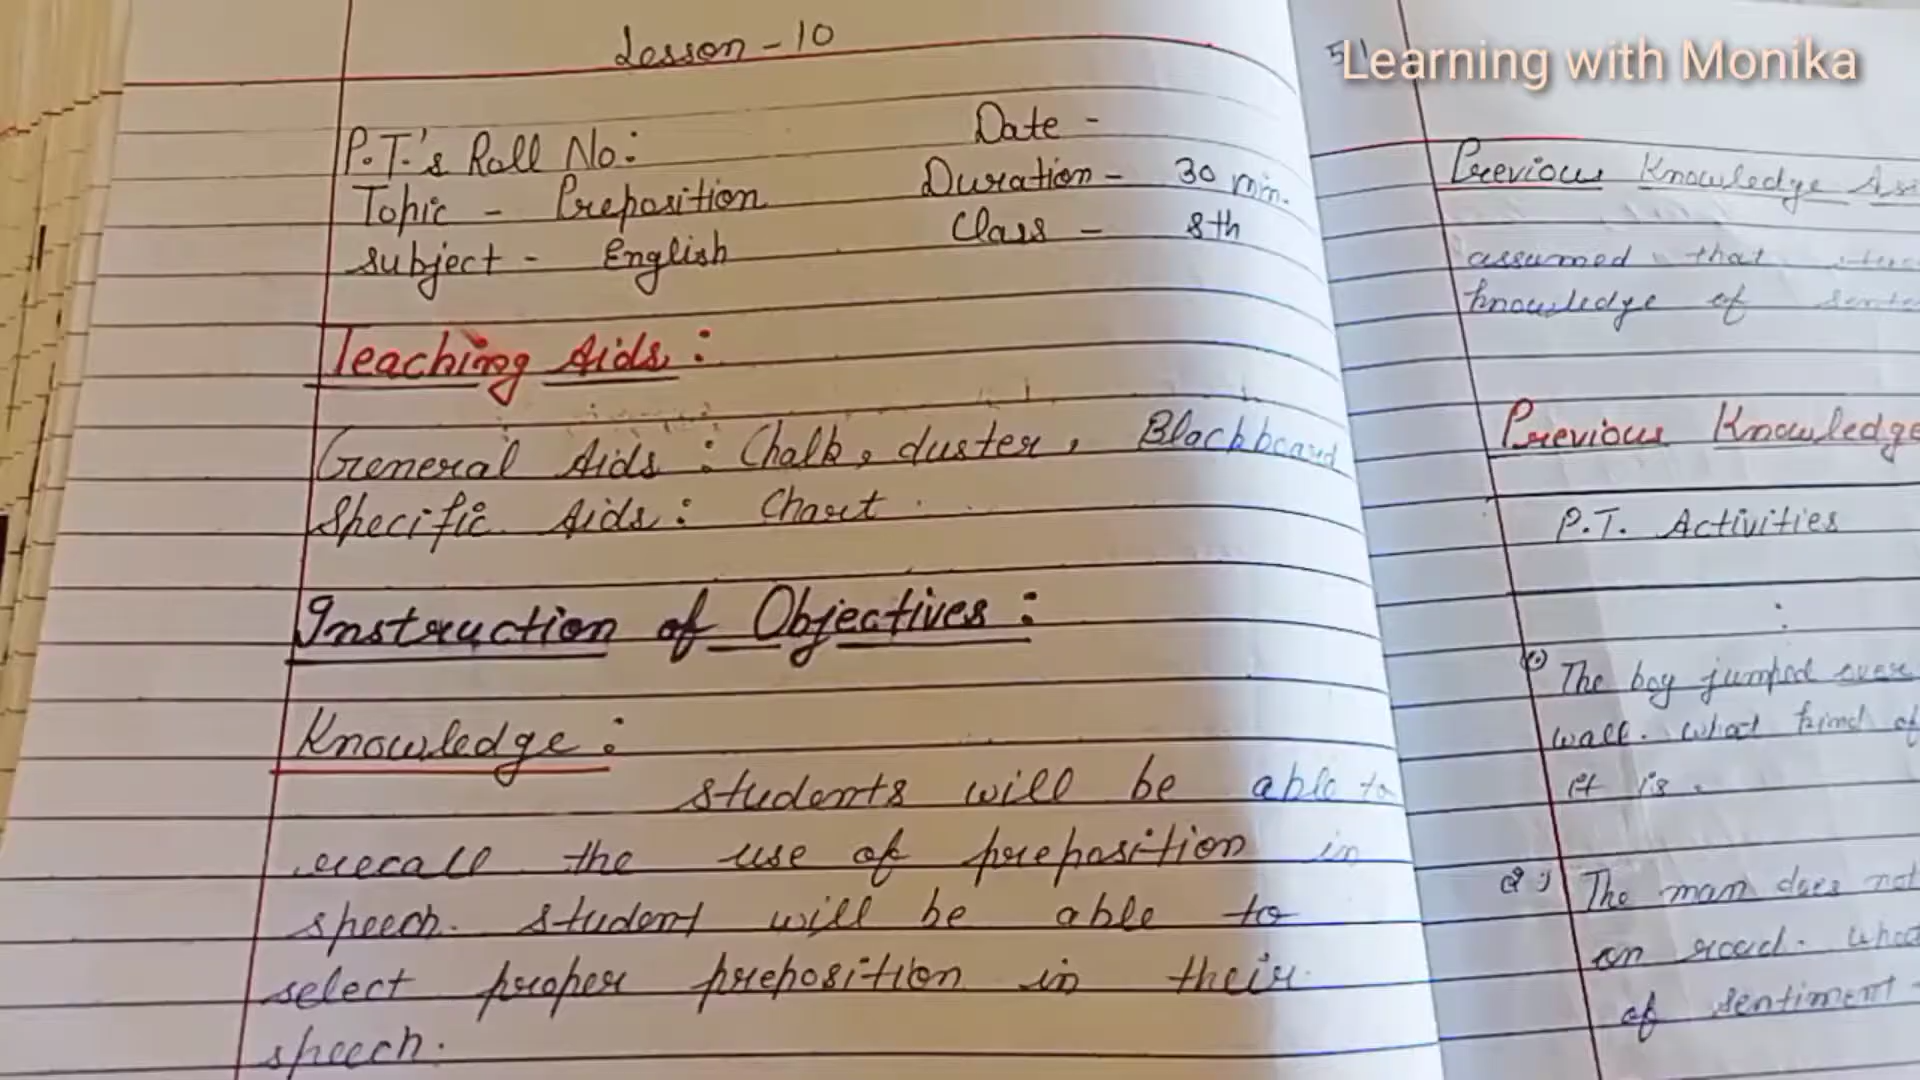 Lesson - 10
P.T.'s Roll No:
Date -
Topic - Preposition
Duration - 30 min.
Subject - English
Class - 8th
Teaching Aids:
General Aids: Chalk, duster, Blackboard
Specific Aids: Chart
Instruction of Objectives:
Knowledge:
students will be able to
recall the use of preposition in
speech. student will be able to
select proper preposition in their
speech.
Learning with Monika
Previous Knowledge
assumed that
knowledge of
Previous Knowledge
P.T. Activities
The boy jumped over
wall. what kind of
it is.
The man does not
on road. what
of sentiment